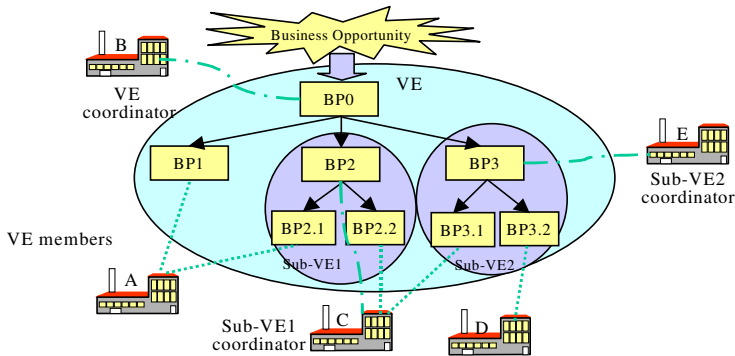 Business Opportunity
B
VE
coordinator
VE
BP0
E
Sub-VE2
coordinator
BP1
BP2
BP3
BP2.1
BP2.2
BP3.1
BP3.2
Sub-VE1
Sub-VE2
VE members
A
Sub-VE1
coordinator
C
D